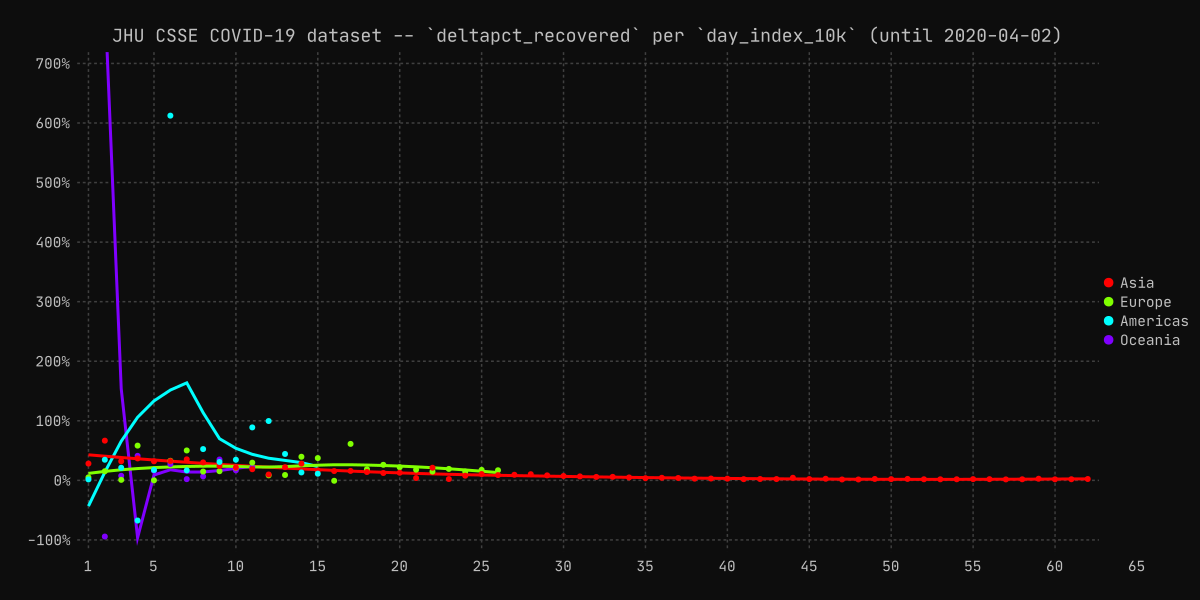 JHU CSSE COVID-19 dataset -- `deltapct_recovered` per `day_index_10k` (until 2020-04-02)
700%
600%
500%
400%
300%
200%
100%
0%
-100%
1 5 10 15 20 25 30 35 40 45 50 55 60 65
Asia
Europe
Americas
Oceania